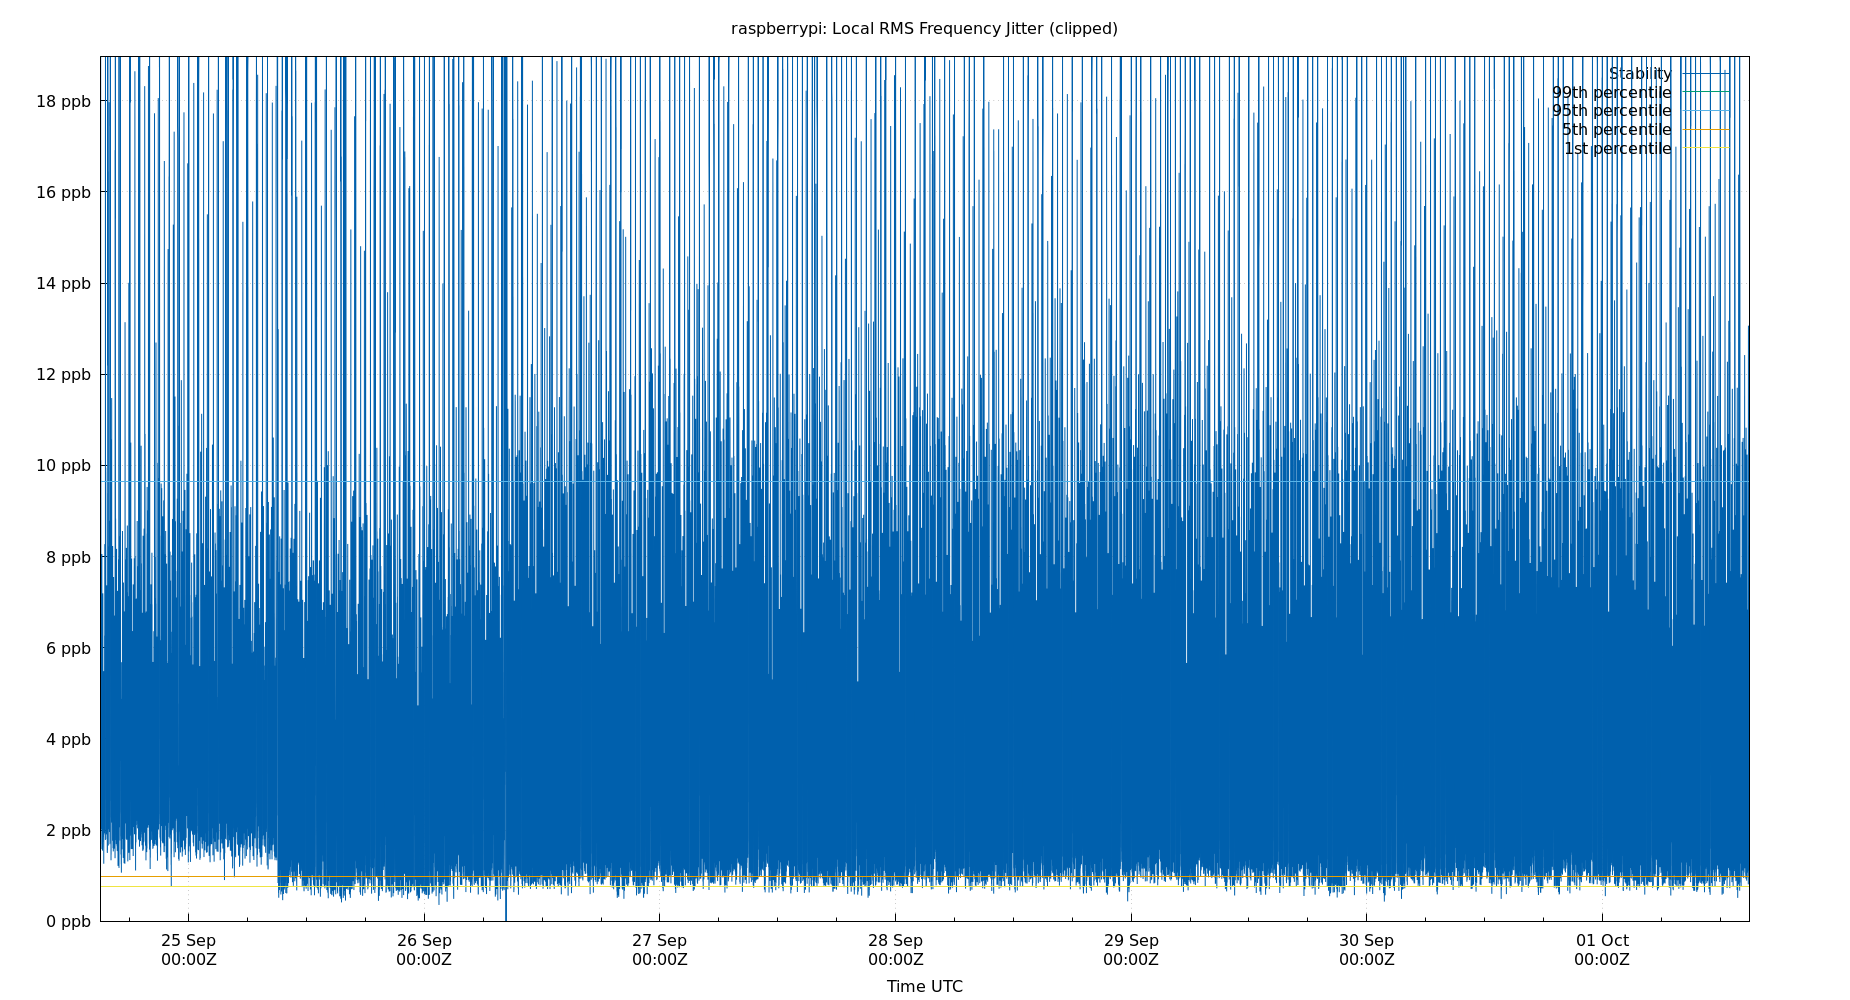 raspberrypi: Local RMS Frequency Jitter (clipped)
Stability
99th percentile
95th percentile
5th percentile
1st percentile
18 ppb
16 ppb
14 ppb
12 ppb
10 ppb
8 ppb
6 ppb
4 ppb
2 ppb
0 ppb
25 Sep 26 Sep 27 Sep 28 Sep 29 Sep 30 Sep 01 Oct
00:00Z 00:00Z 00:00Z 00:00Z 00:00Z 00:00Z 00:00Z
Time UTC